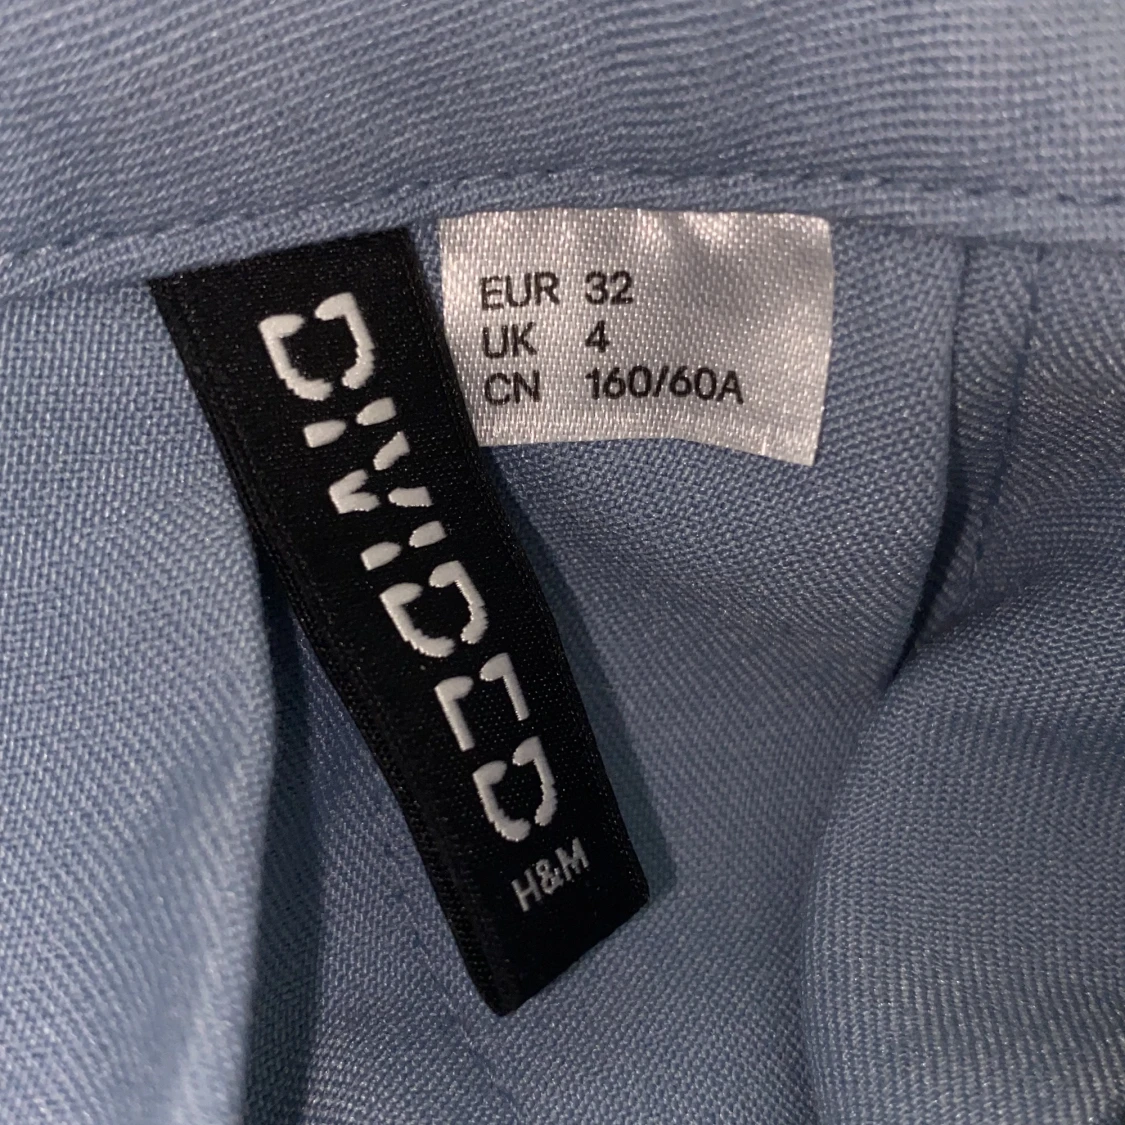 DIVIDED
H&M
EUR 32
UK 4
CN 160/60A